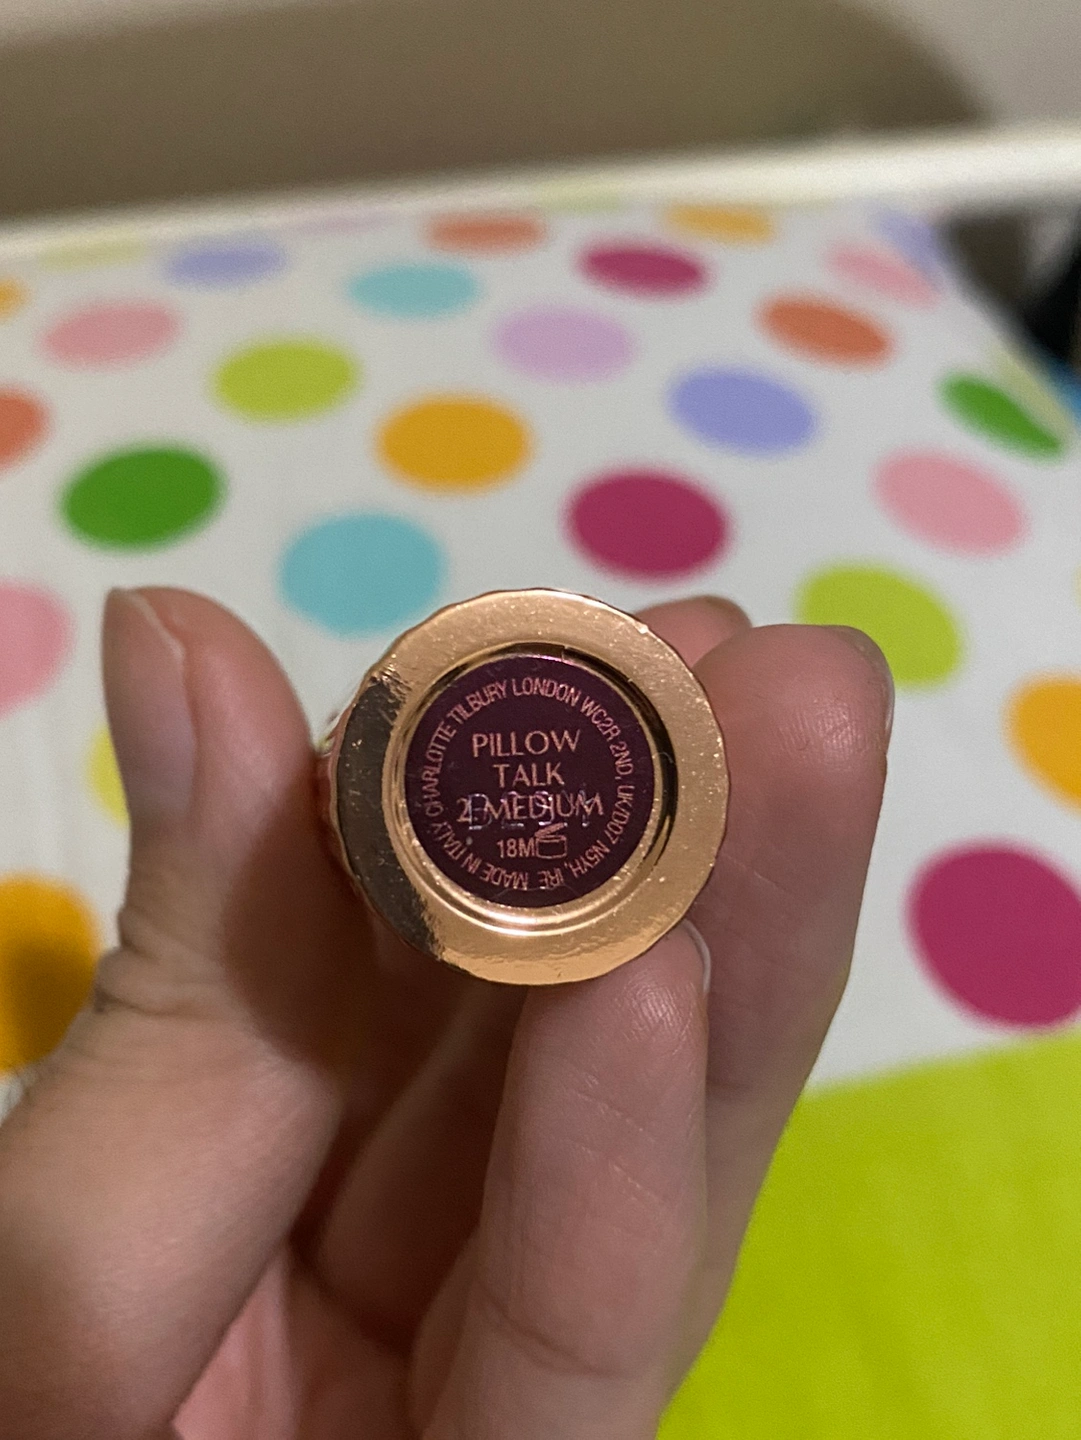 CHARLOTTE TILBURY LONDON WC2R 2ND, UK/D07 N5YH, IRE MADE IN ITALY
PILLOW
TALK
2 MEDIUM
18M